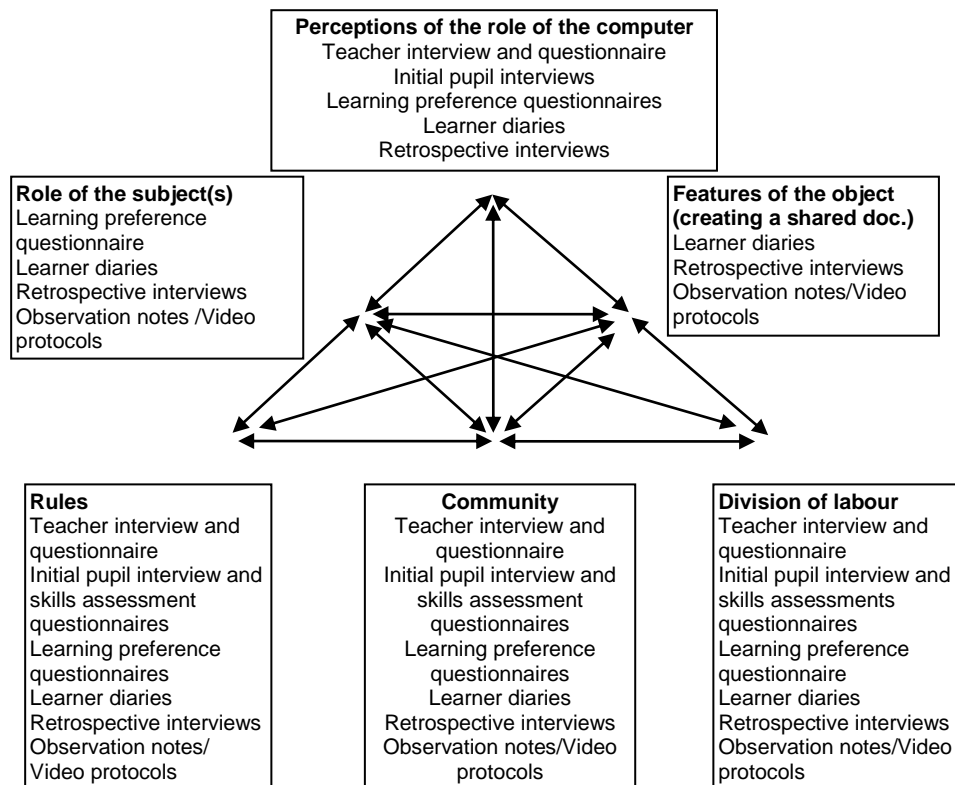 Perceptions of the role of the computer
Teacher interview and questionnaire
Initial pupil interviews
Learning preference questionnaires
Learner diaries
Retrospective interviews
Role of the subject(s)
Learning preference
questionnaire
Learner diaries
Retrospective interviews
Observation notes /Video
protocols
Features of the object
(creating a shared doc.)
Learner diaries
Retrospective interviews
Observation notes/Video
protocols
Rules
Teacher interview and
questionnaire
Initial pupil interview and
skills assessment
questionnaires
Learning preference
questionnaires
Learner diaries
Retrospective interviews
Observation notes/
Video protocols
Community
Teacher interview and
questionnaire
Initial pupil interview and
skills assessment
questionnaires
Learning preference
questionnaires
Learner diaries
Retrospective interviews
Observation notes/Video
protocols
Division of labour
Teacher interview and
questionnaire
Initial pupil interview and
skills assessments
questionnaires
Learning preference
questionnaire
Learner diaries
Retrospective interviews
Observation notes/Video
protocols